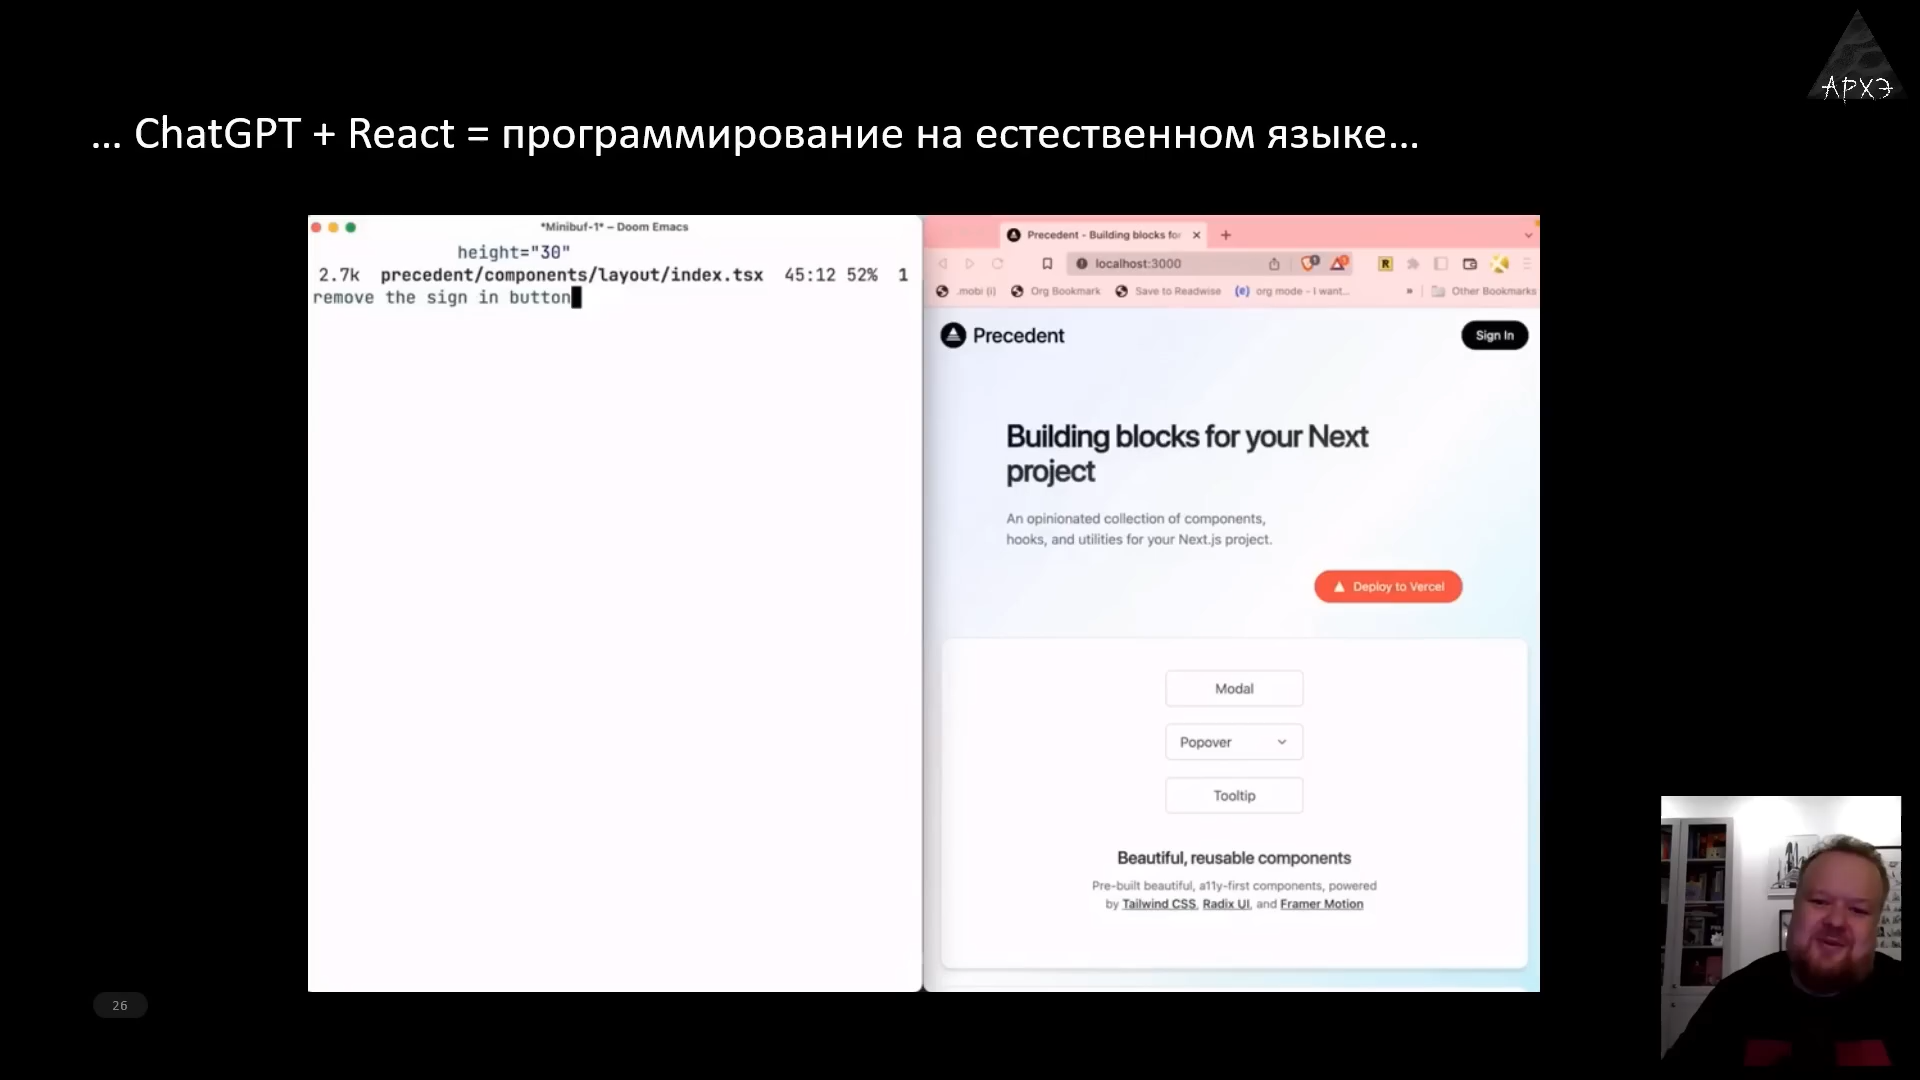 АРХЭ
... ChatGPT + React = программирование на естественном языке...
*Minibuf-1* – Doom Emacs
height="30"
2.7k precedent/components/layout/index.tsx 45:12 52% 1
remove the sign in button
Precedent - Building blocks for
localhost:3000
.mobi (i) Org Bookmark Save to Readwise org mode - I want... » Other Bookmarks
Precedent
Sign In
Building blocks for your Next
project
An opinionated collection of components,
hooks, and utilities for your Next.js project.
Deploy to Vercel
Modal
Popover
Tooltip
Beautiful, reusable components
Pre-built beautiful, a11y-first components, powered
by Tailwind CSS, Radix UI, and Framer Motion
26